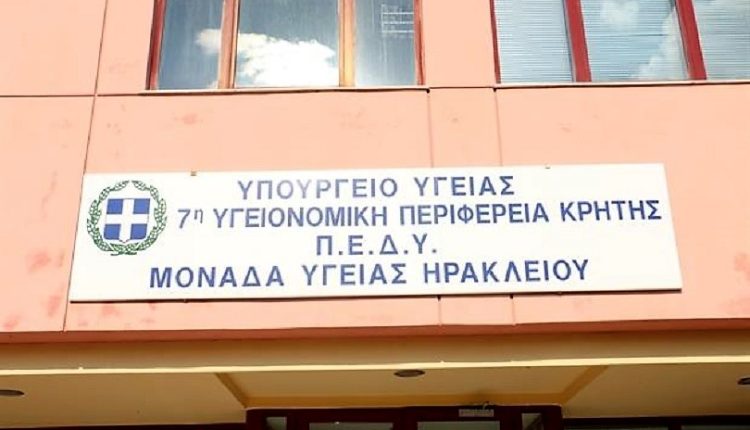 ΥΠΟΥΡΓΕΙΟ ΥΓΕΙΑΣ
7η ΥΓΕΙΟΝΟΜΙΚΗ ΠΕΡΙΦΕΡΕΙΑ ΚΡΗΤΗΣ
Π.Ε.Δ.Υ.
ΜΟΝΑΔΑ ΥΓΕΙΑΣ ΗΡΑΚΛΕΙΟΥ